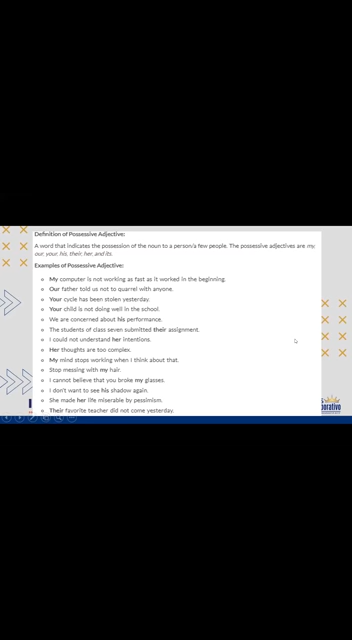 Definition of Possessive Adjective:
A word that indicates the possession of the noun to a person/a few people. The possessive adjectives are my,
our, your, his, their, her, and its.
Examples of Possessive Adjective:
My computer is not working as fast as it worked in the beginning.
Our father told us not to quarrel with anyone.
Your cycle has been stolen yesterday.
Your child is not doing well in the school.
We are concerned about his performance.
The students of class seven submitted their assignment.
I could not understand her intentions.
Her thoughts are too complex.
My mind stops working when I think about that.
Stop messing with my hair.
I cannot believe that you broke my glasses.
I don't want to see his shadow again.
She made her life miserable by pessimism.
Their favorite teacher did not come yesterday.